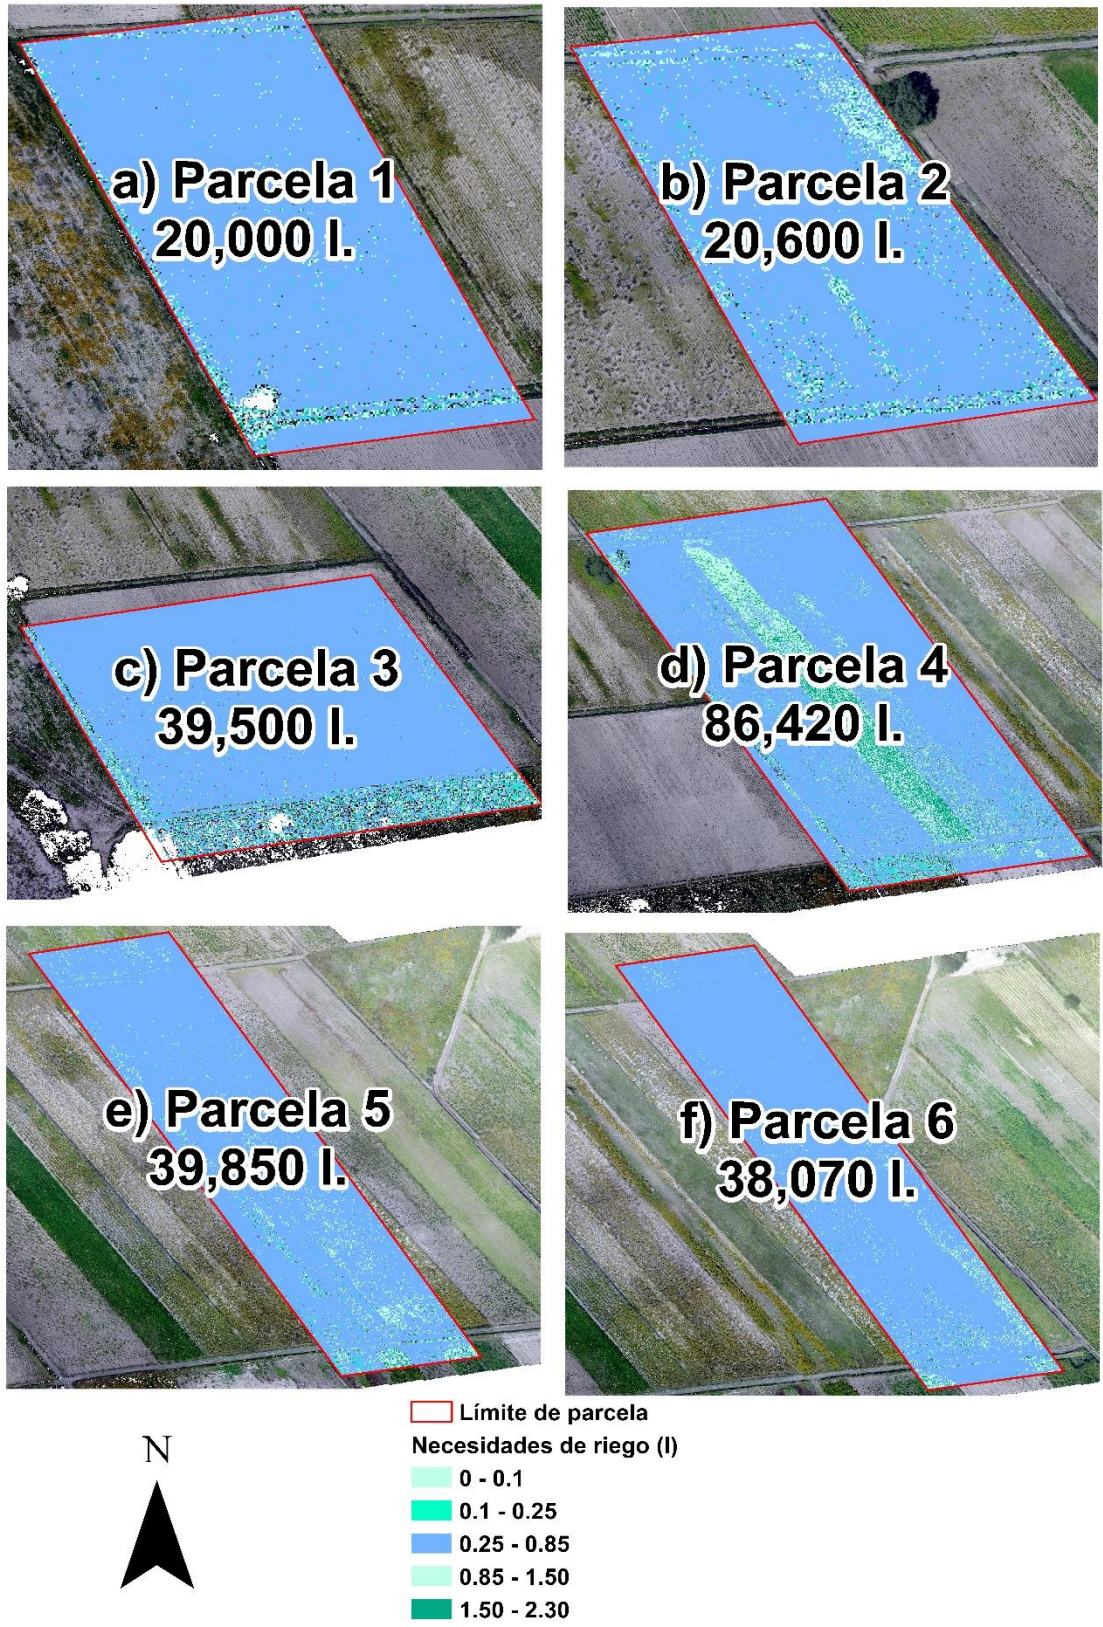 a) Parcela 1
20,000 l.
b) Parcela 2
20,600 l.
c) Parcela 3
39,500 l.
d) Parcela 4
86,420 l.
e) Parcela 5
39,850 l.
f) Parcela 6
38,070 l.
N
Límite de parcela
Necesidades de riego (l)
0 - 0.1
0.1 - 0.25
0.25 - 0.85
0.85 - 1.50
1.50 - 2.30